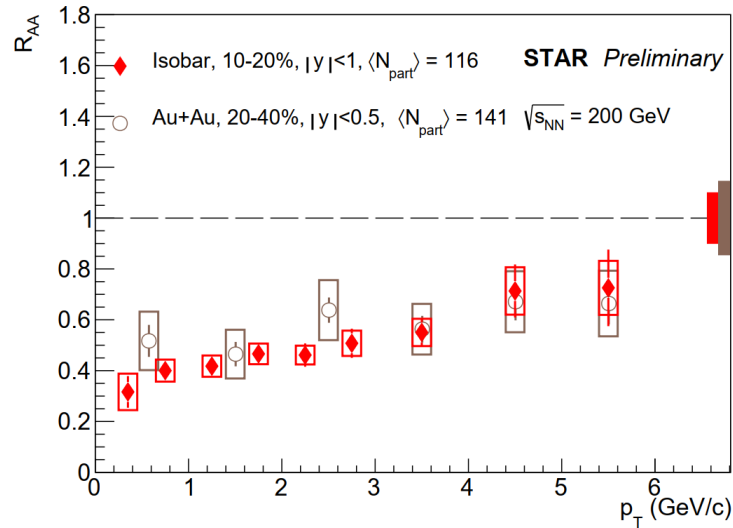 R_AA
1.8
1.6
1.4
1.2
1
0.8
0.6
0.4
0.2
0
Isobar, 10-20%, |y|<1, ⟨N_part⟩ = 116
STAR Preliminary
Au+Au, 20-40%, |y|<0.5, ⟨N_part⟩ = 141 √s_NN = 200 GeV
0 1 2 3 4 5 6
p_T (GeV/c)